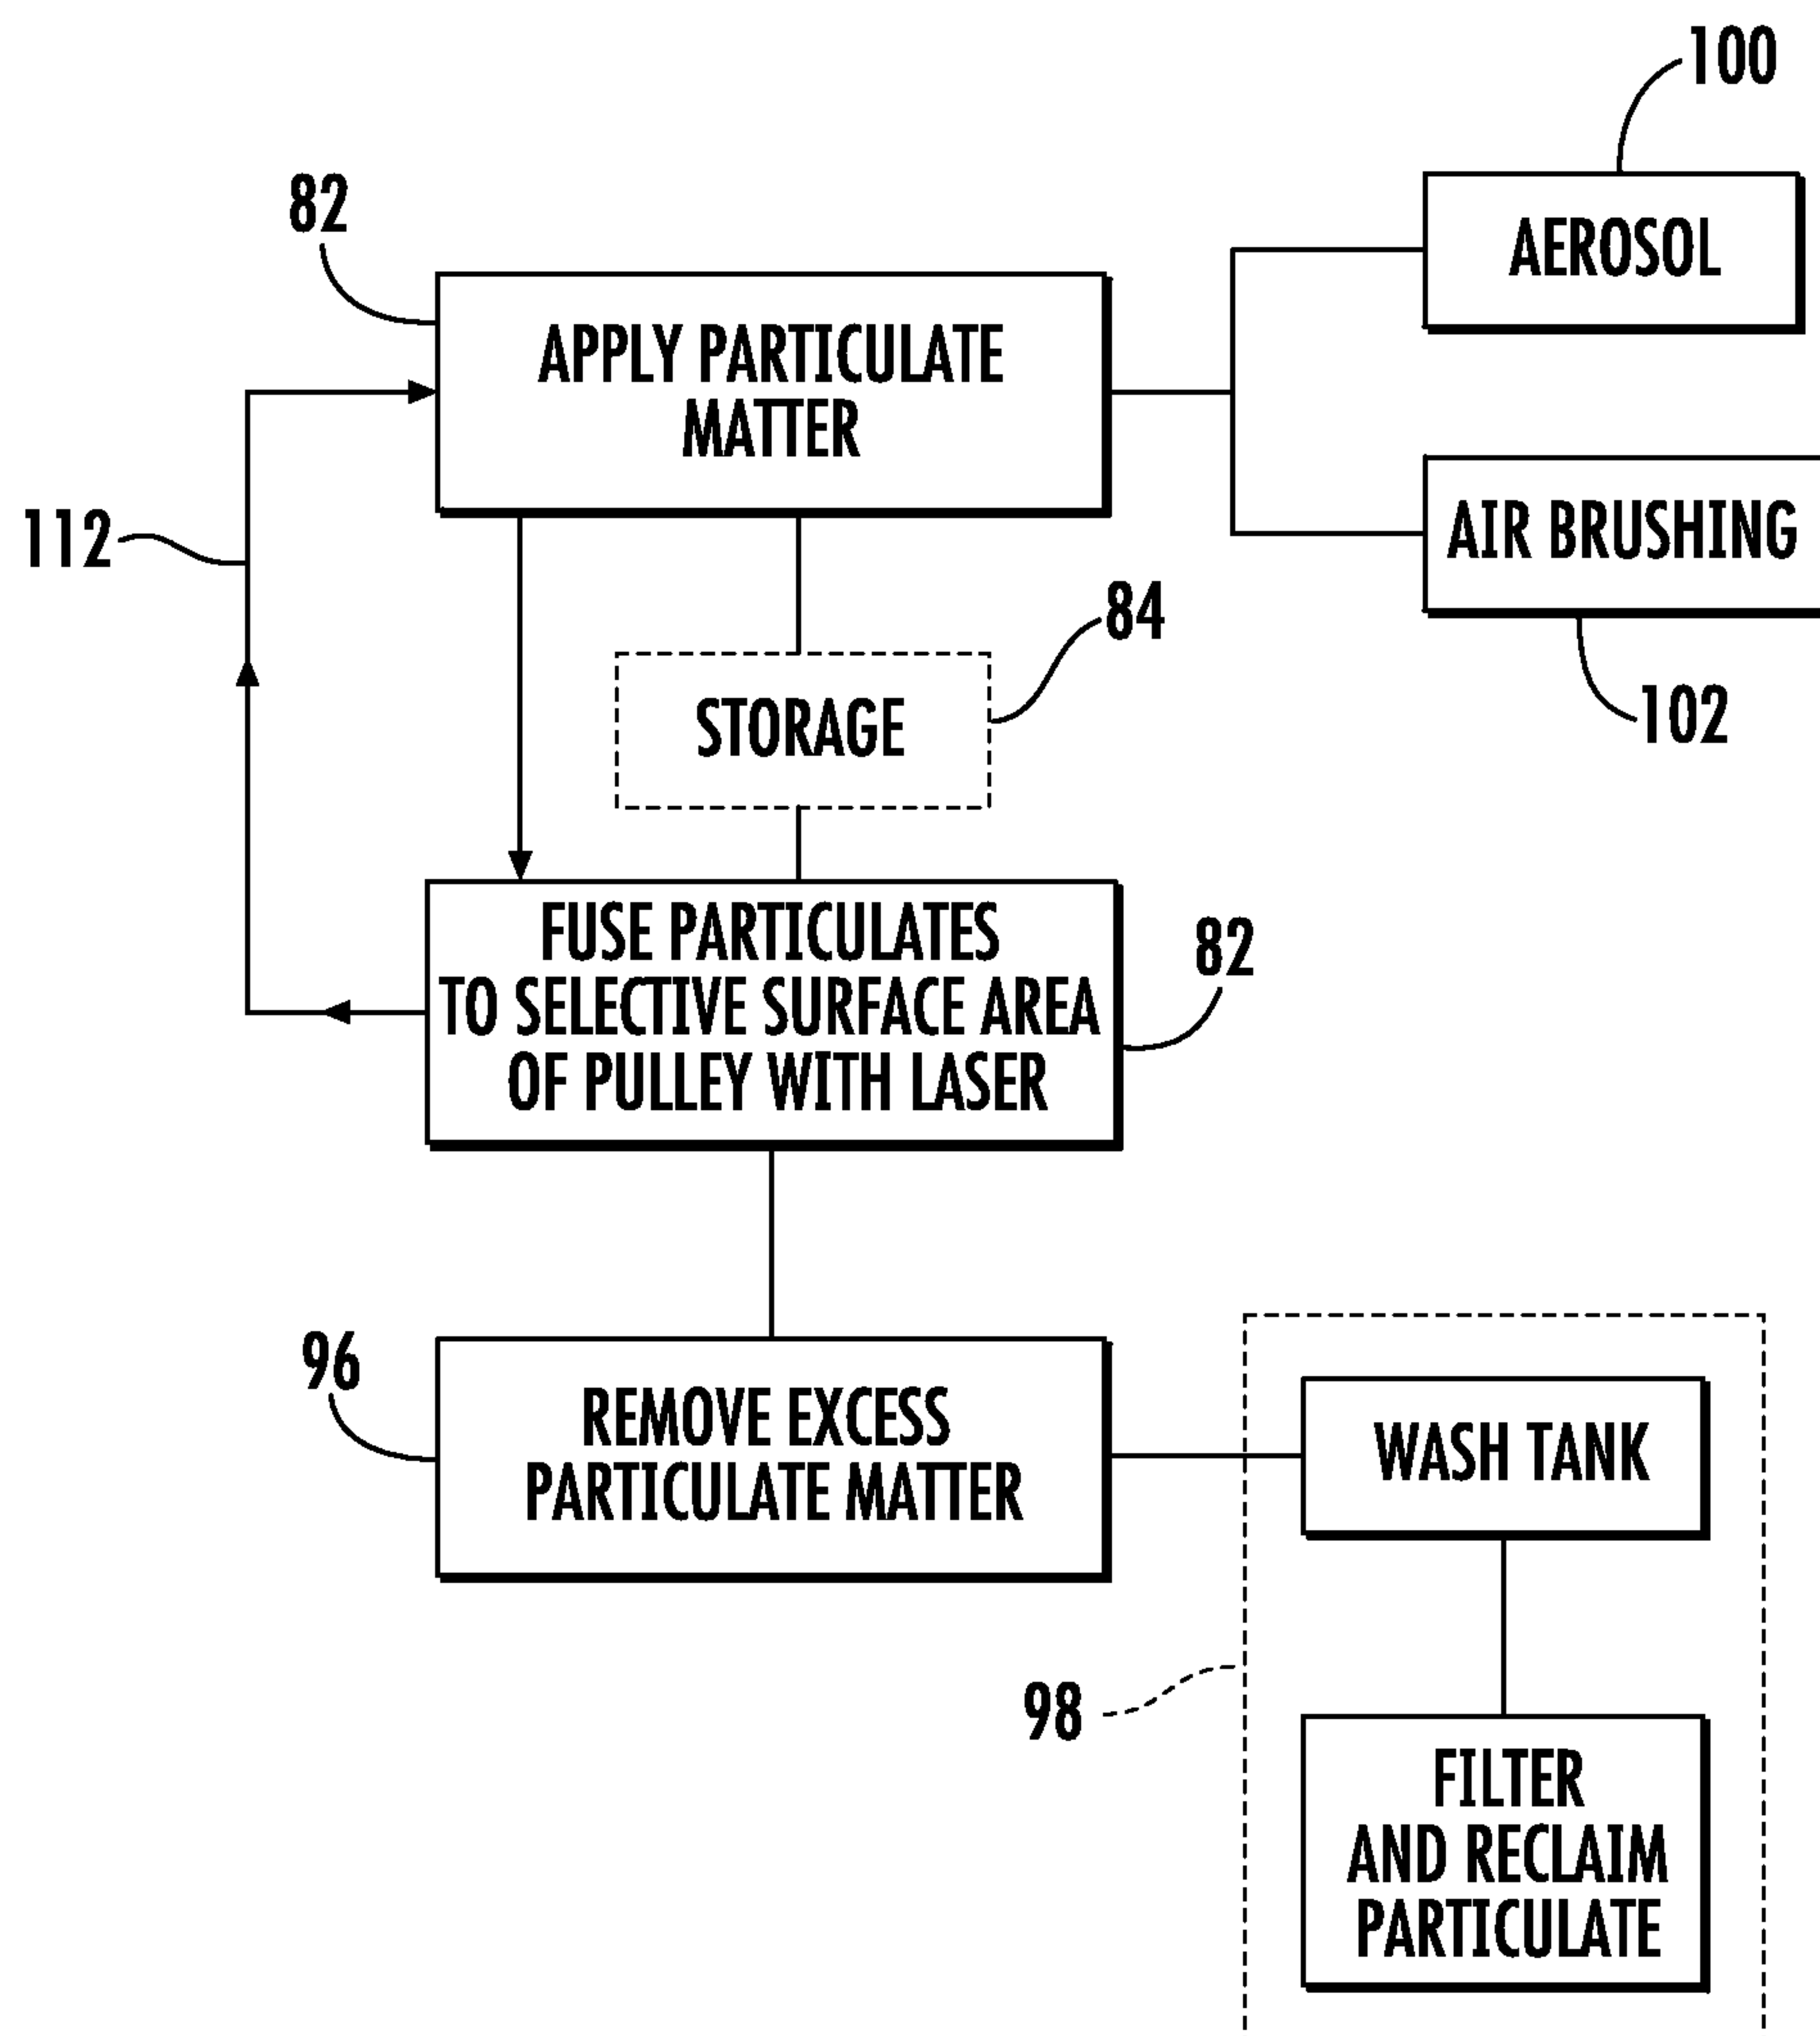 100
82
AEROSOL
APPLY PARTICULATE
MATTER
112
AIR BRUSHING
84
102
STORAGE
FUSE PARTICULATES
TO SELECTIVE SURFACE AREA
OF PULLEY WITH LASER
82
96
REMOVE EXCESS
PARTICULATE MATTER
WASH TANK
98
FILTER
AND RECLAIM
PARTICULATE